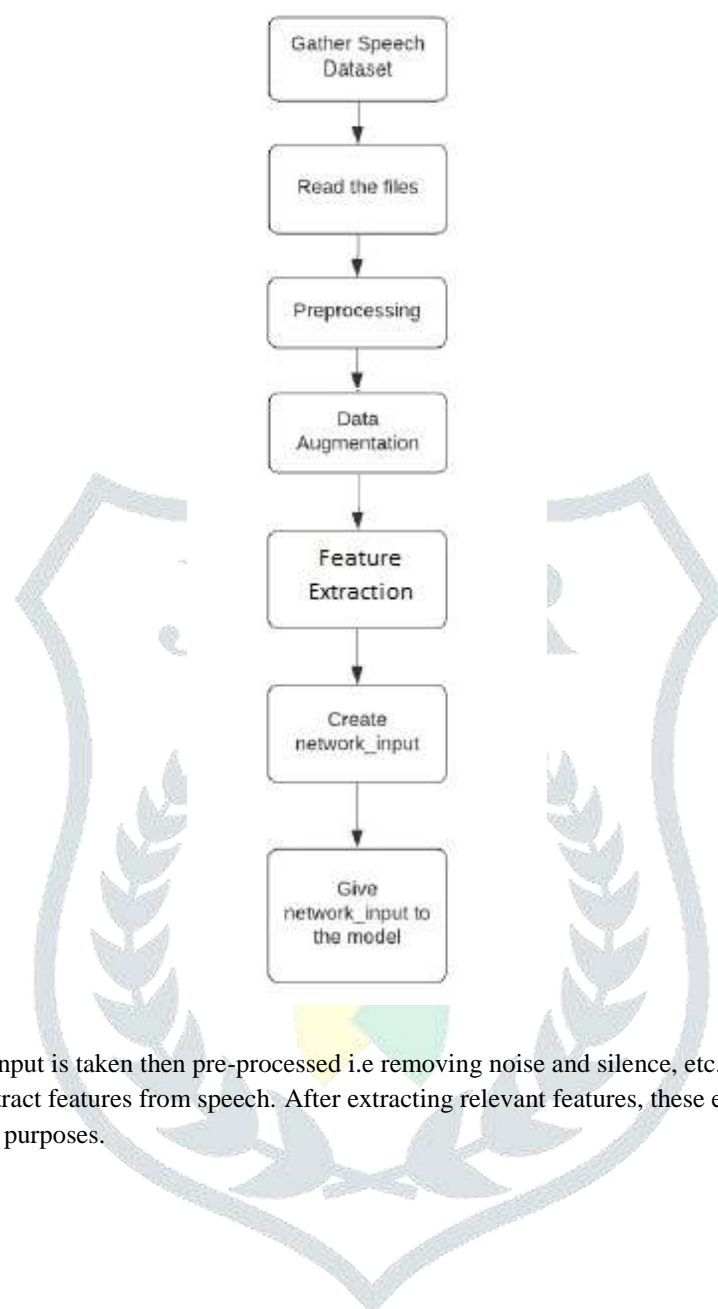 Gather Speech
Dataset
Read the files
Preprocessing
Data
Augmentation
Feature
Extraction
Create
network_input
Give
network_input to
the model
nput is taken then pre-processed i.e removing noise and silence, etc.
tract features from speech. After extracting relevant features, these e
purposes.